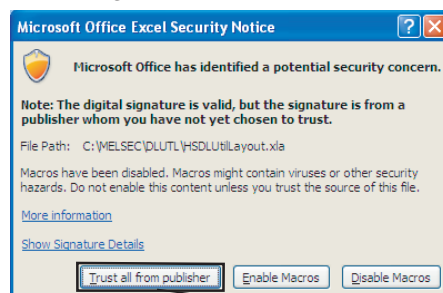 Microsoft Office Excel Security Notice
Microsoft Office has identified a potential security concern.
Note: The digital signature is valid, but the signature is from a
publisher whom you have not yet chosen to trust.
File Path: C:\MELSEC\DLUTL\HSDLUtilLayout.xla
Macros have been disabled. Macros might contain viruses or other security
hazards. Do not enable this content unless you trust the source of this file.
More information
Show Signature Details
Trust all from publisher Enable Macros Disable Macros